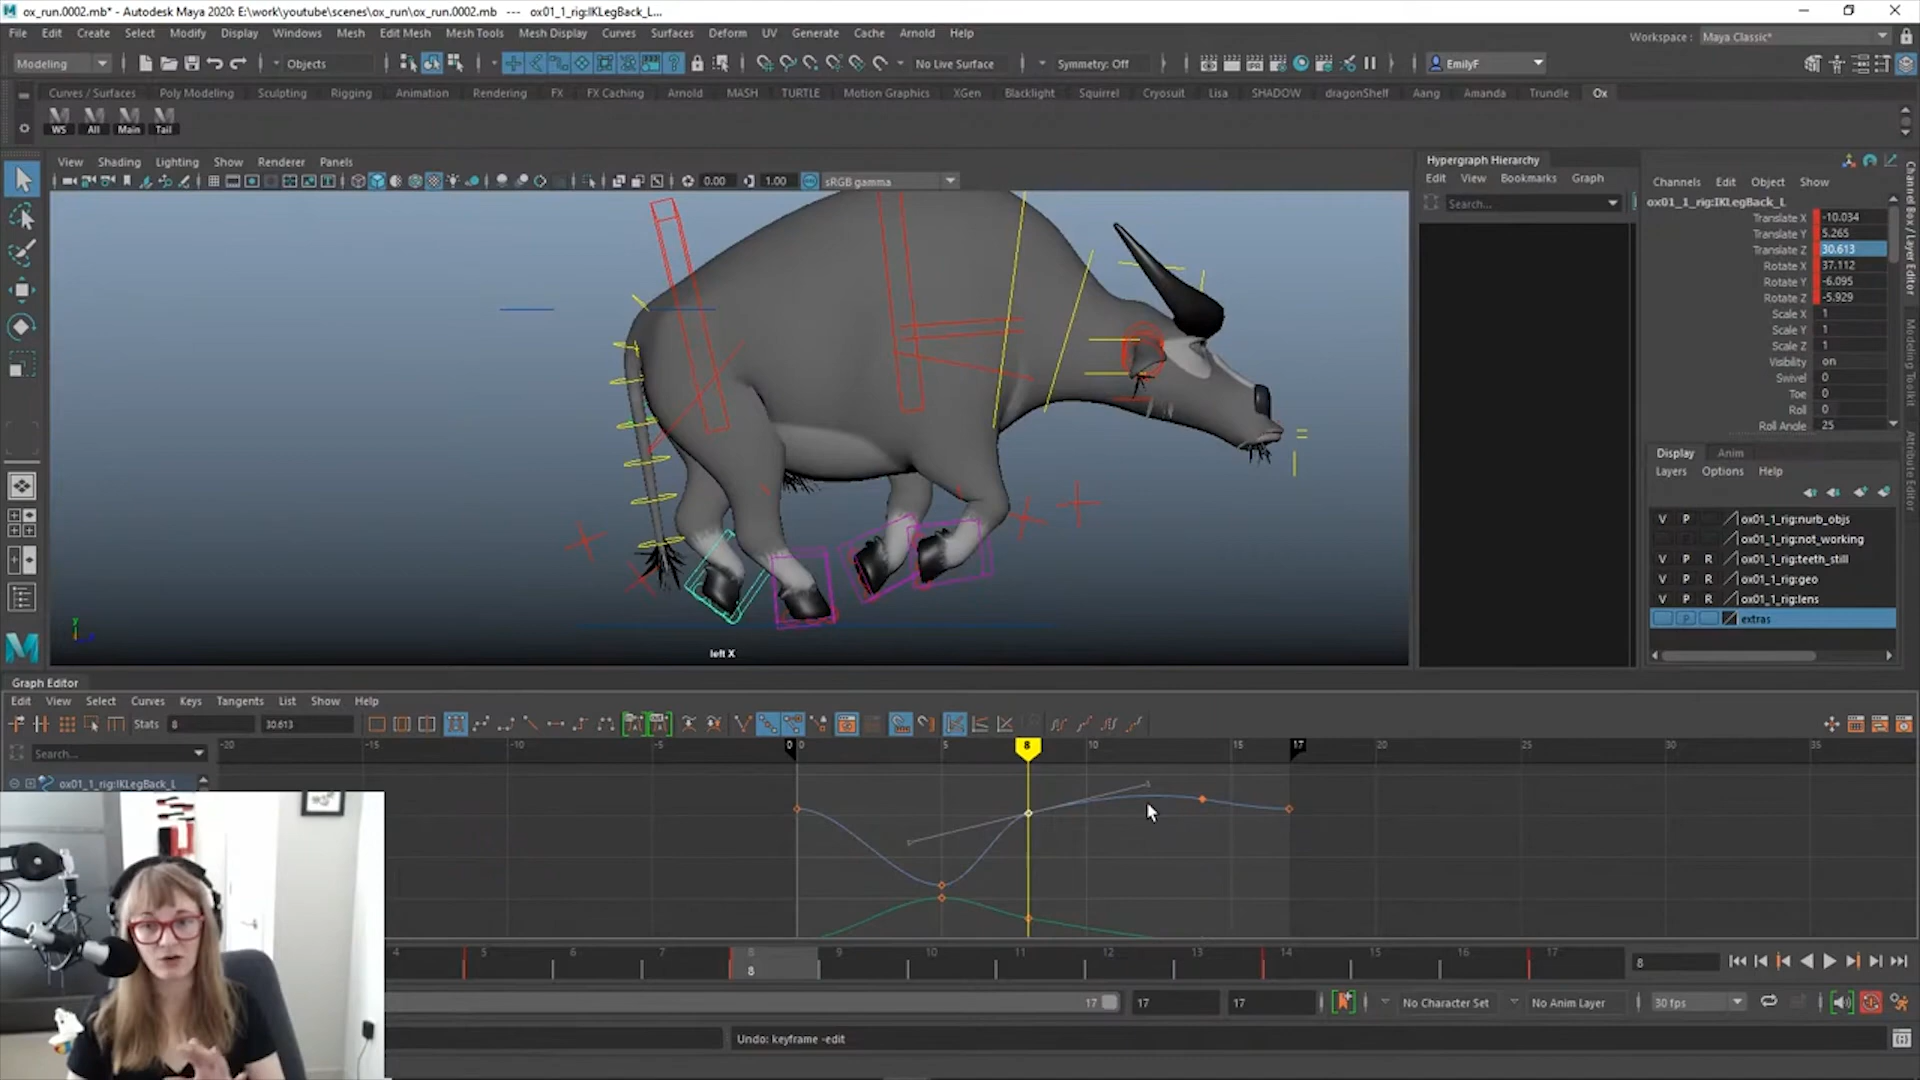 ox_run.0002.mb* - Autodesk Maya 2020: E:\work\youtube\scenes\ox_run\ox_run.0002.mb --- ox01_1_rig:IKLegBack_L...
File Edit Create Select Modify Display Windows Mesh Edit Mesh Mesh Tools Mesh Display Curves Surfaces Deform UV Generate Cache Arnold Help
Workspace : Maya Classic*
Modeling Objects No Live Surface Symmetry: Off EmilyF
Curves / Surfaces Poly Modeling Sculpting Rigging Animation Rendering FX FX Caching Arnold MASH TURTLE Motion Graphics XGen Blacklight Squirrel Cryosuit Lisa SHADOW dragonShelf Aang Amanda Trundle Ox
WS All Main Tail
View Shading Lighting Show Renderer Panels
0.00 1.00 sRGB gamma
left X
Hypergraph Hierarchy
Edit View Bookmarks Graph
Search...
Channels Edit Object Show
ox01_1_rig:IKLegBack_L
Translate X -10.034
Translate Y 5.265
Translate Z 30.613
Rotate X 37.112
Rotate Y -6.095
Rotate Z -5.929
Scale X 1
Scale Y 1
Scale Z 1
Visibility on
Swivel 0
Toe 0
Roll 0
Roll Angle 25
Channel Box / Layer Editor
Modeling Toolkit
Attribute Editor
Display Anim
Layers Options Help
V P ox01_1_rig:nurb_objs
ox01_1_rig:not_working
V P R ox01_1_rig:teeth_still
V P R ox01_1_rig:geo
V P R ox01_1_rig:lens
P extras
Graph Editor
Edit View Select Curves Keys Tangents List Show Help
Stats 8 30.613
Search...
-20 -15 -10 -5 0 0 5 8 10 15 17 20 25 30 35
ox01_1_rig:IKLegBack_L
4 5 6 7 8 10 11 12 13 14 15 16 17
8
8
17 17 17 No Character Set No Anim Layer 30 fps
Undo: keyframe -edit